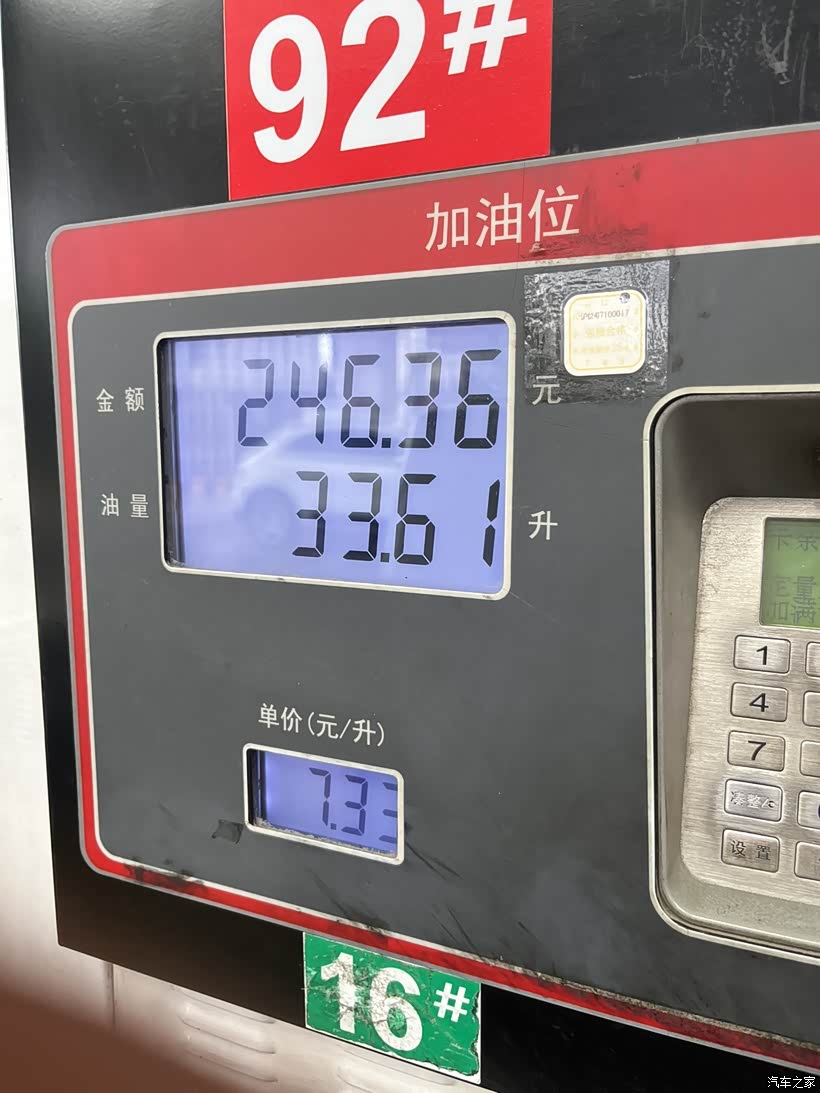 92#
加油位
金额 246.36 元
油量 33.61 升
单价(元/升)
7.33
1
4
7
设置
16#
汽车之家